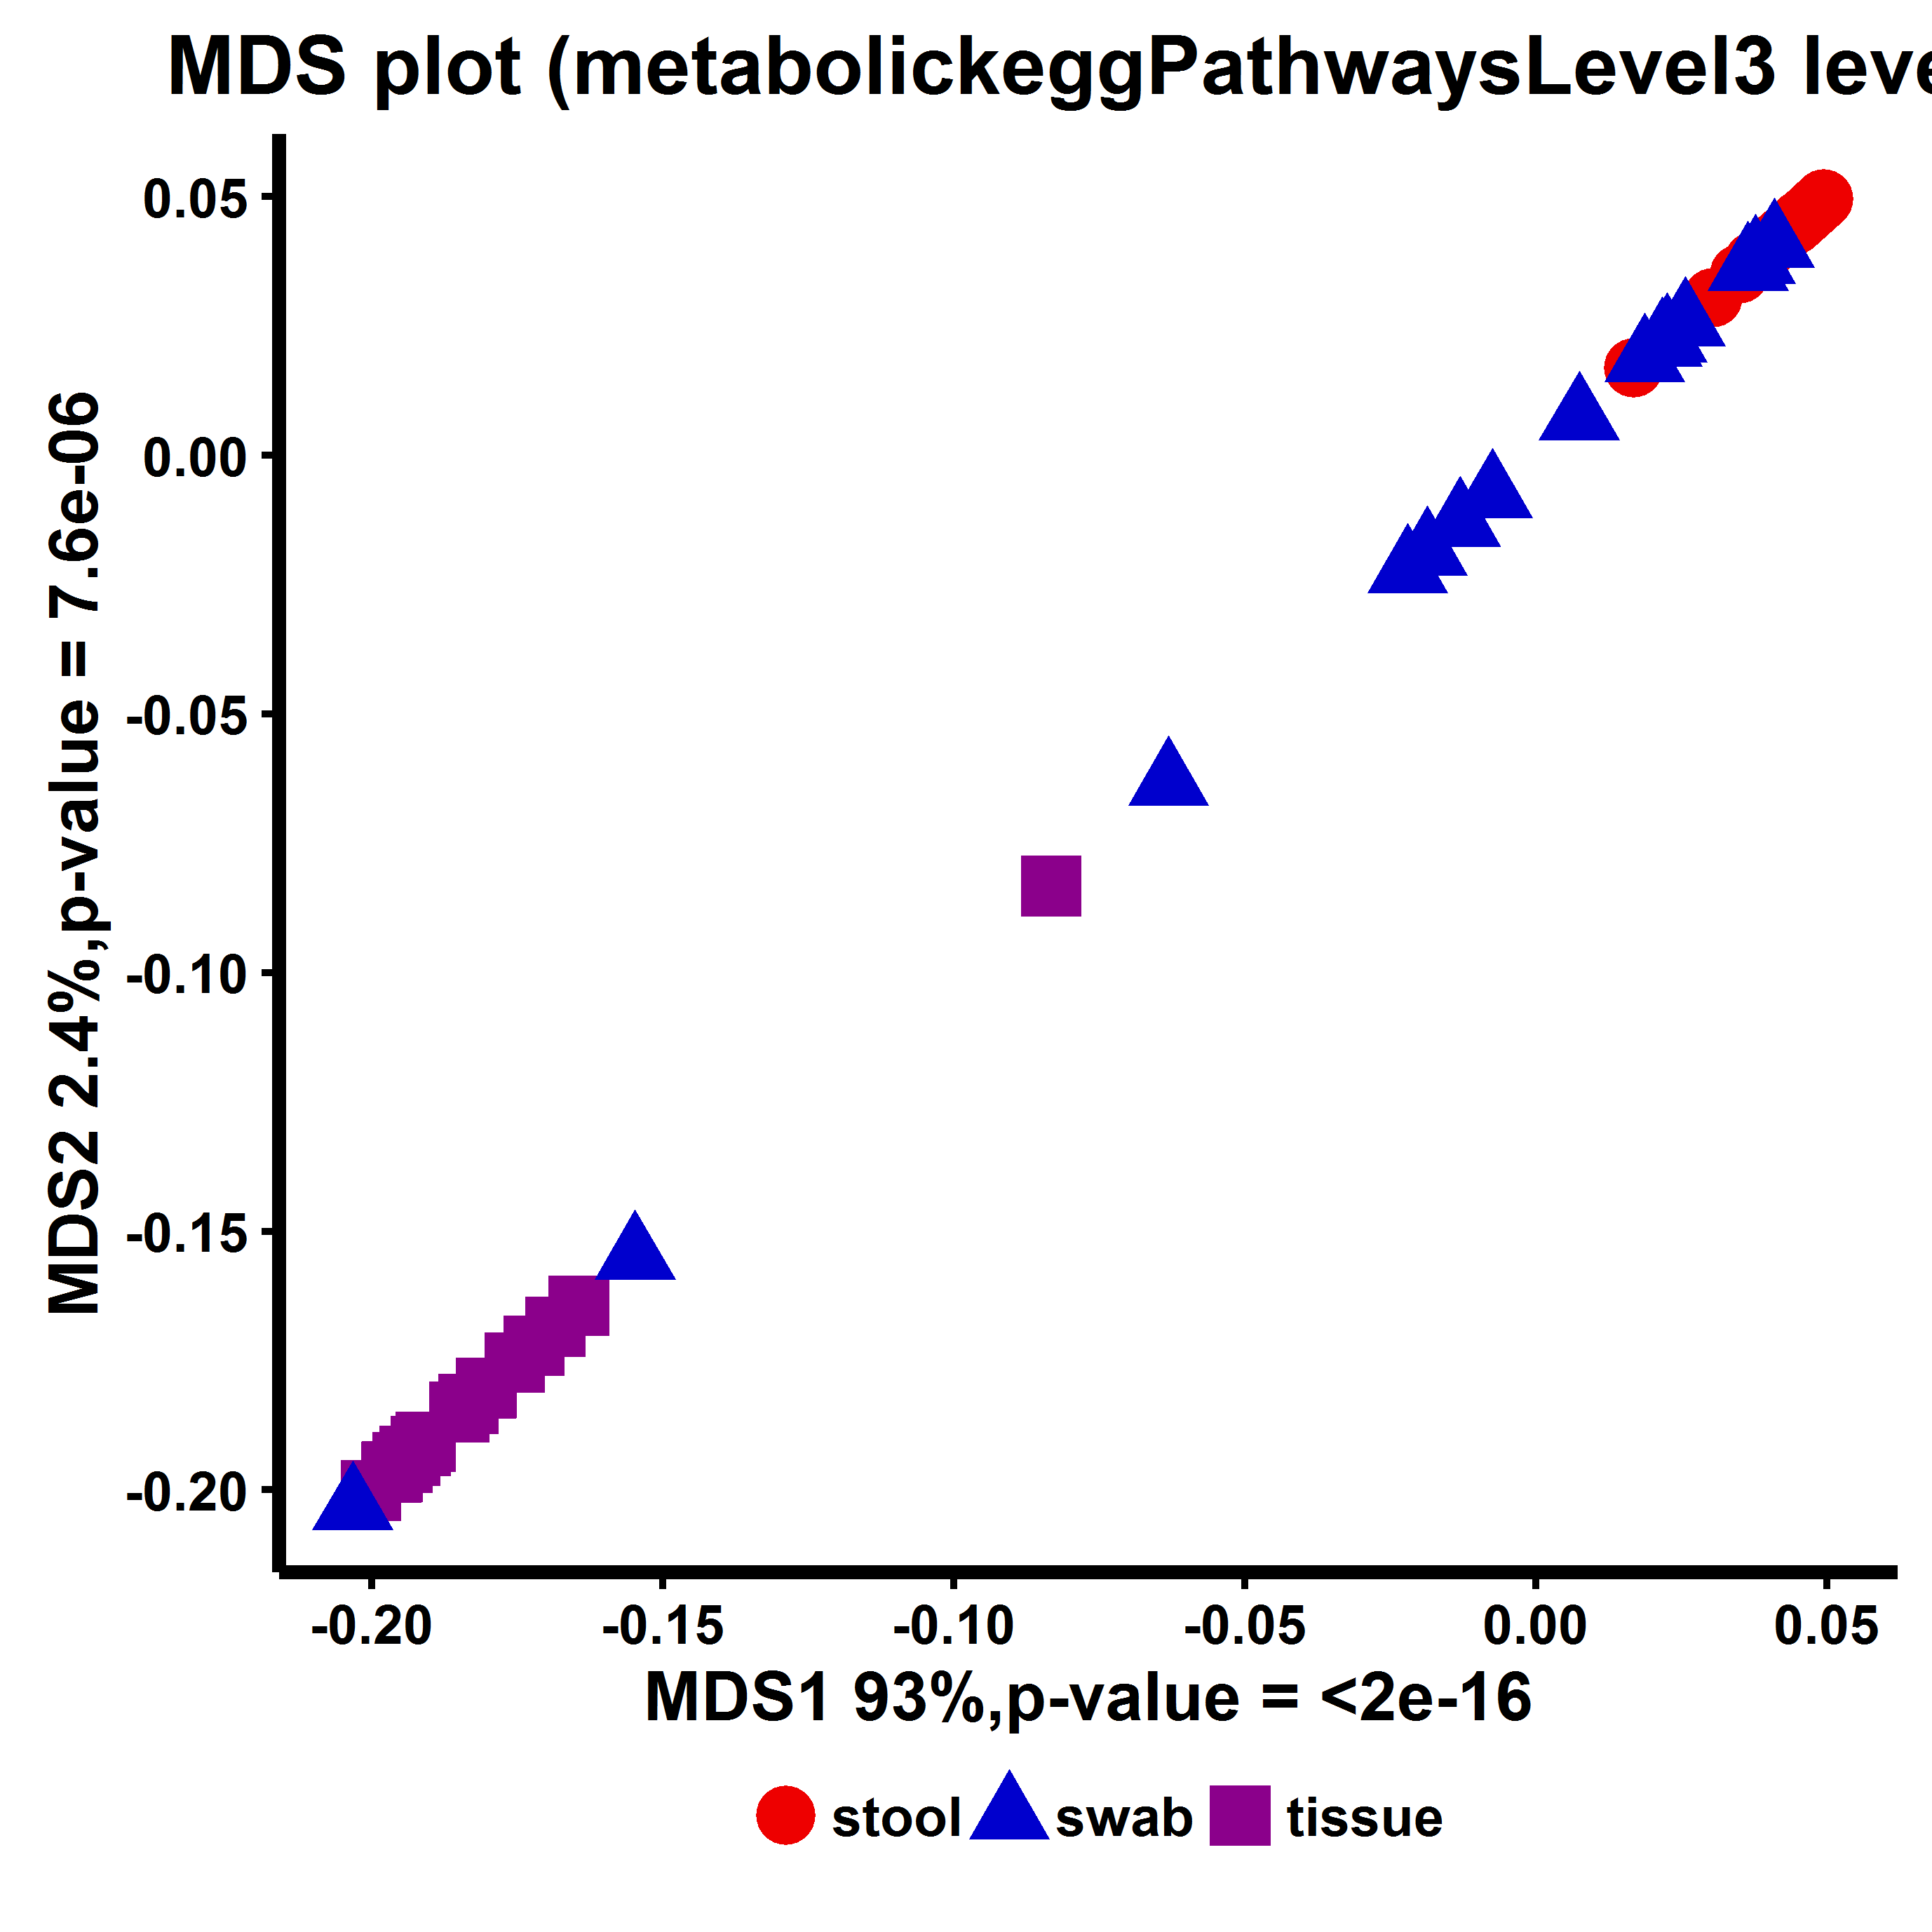 MDS plot (metabolickeggPathwaysLevel3 leve
MDS2 2.4%,p-value = 7.6e-06
0.05
0.00
-0.05
-0.10
-0.15
-0.20
-0.20 -0.15 -0.10 -0.05 0.00 0.05
MDS1 93%,p-value = <2e-16
stool swab tissue